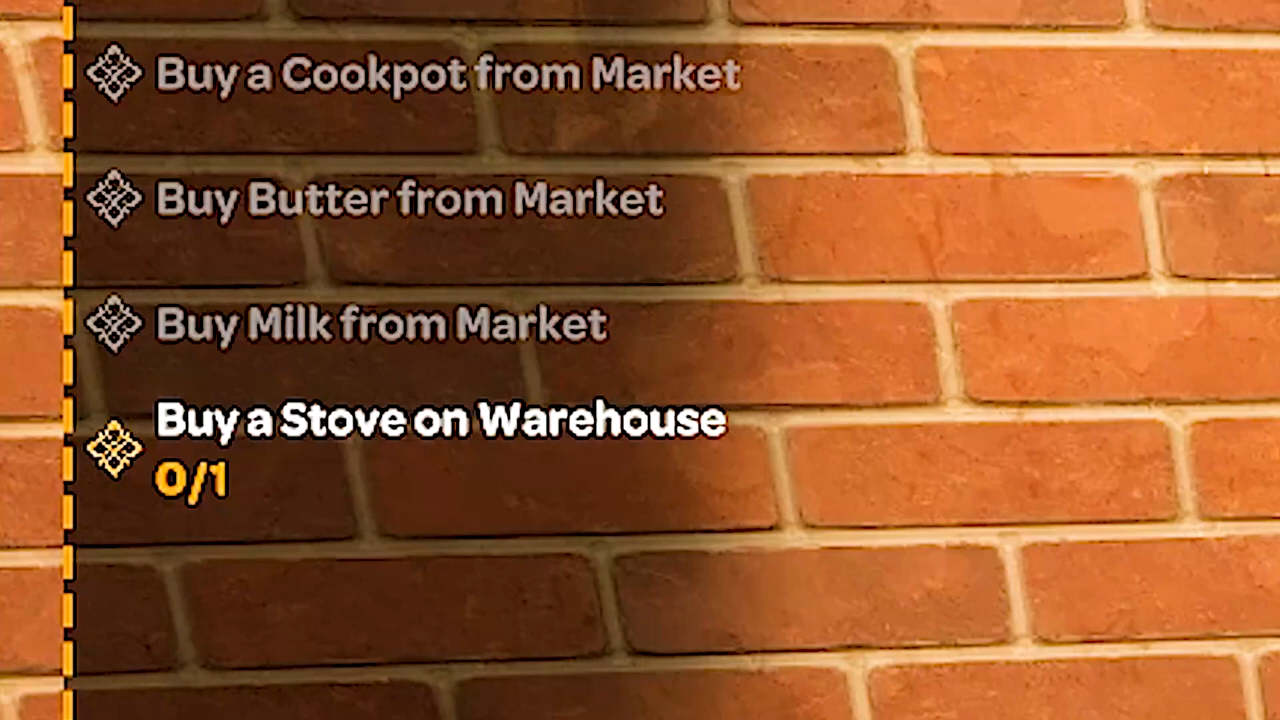 Buy a Cookpot from Market
Buy Butter from Market
Buy Milk from Market
Buy a Stove on Warehouse
0/1